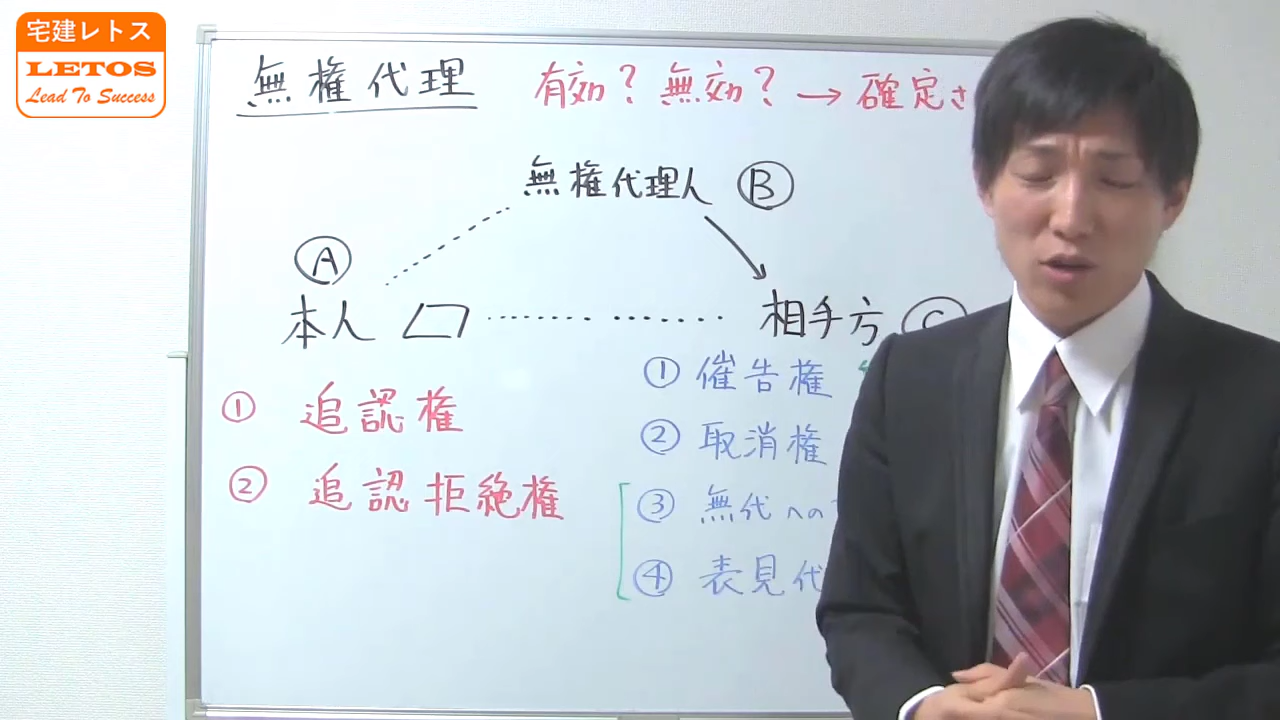 宅建レトス
LETOS
Lead To Success
無権代理 有効？無効？→確定さ
無権代理人 Ⓑ
Ⓐ
本人
相手方 Ⓒ
① 追認権
② 追認拒絶権
① 催告権
② 取消権
③ 無代への
④ 表見代